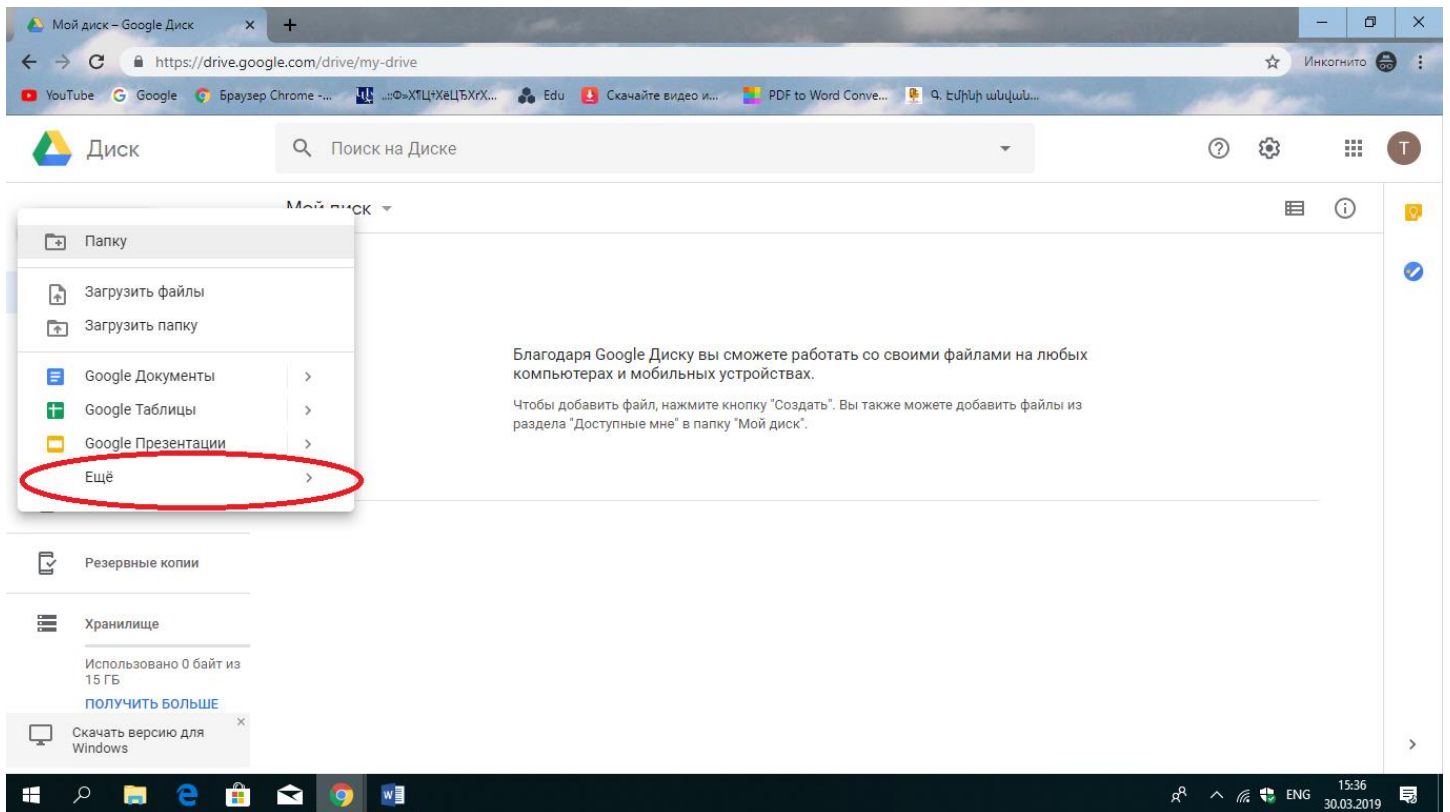 Мой диск – Google Диск
https://drive.google.com/drive/my-drive
Инкогнито
YouTube Google Браузер Chrome -... Edu Скачайте видео и... PDF to Word Conve... Գ. Էմինի անվան...
Диск
Поиск на Диске
T
Мой диск
Папку
Загрузить файлы
Загрузить папку
Google Документы
Google Таблицы
Google Презентации
Ещё
Благодаря Google Диску вы сможете работать со своими файлами на любых
компьютерах и мобильных устройствах.
Чтобы добавить файл, нажмите кнопку "Создать". Вы также можете добавить файлы из
раздела "Доступные мне" в папку "Мой диск".
Резервные копии
Хранилище
Использовано 0 байт из
15 ГБ
ПОЛУЧИТЬ БОЛЬШЕ
Скачать версию для
Windows
ENG
15:36
30.03.2019